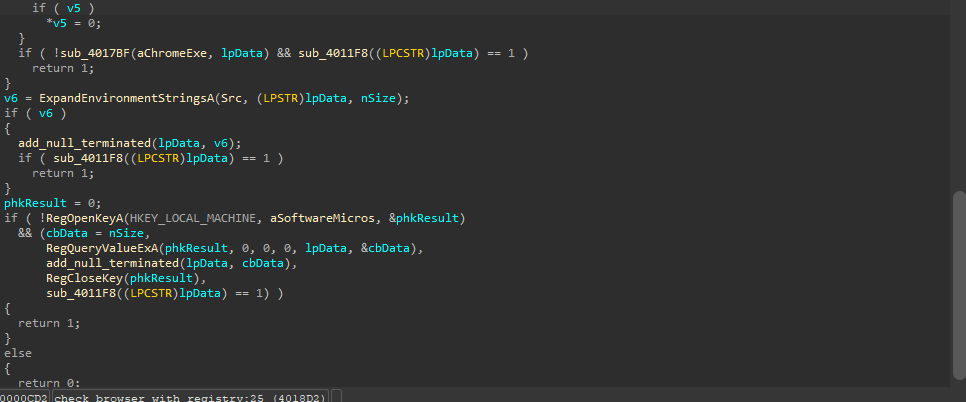 if ( v5 )
*v5 = 0;
}
if ( !sub_4017BF(aChromeExe, lpData) && sub_4011F8((LPCSTR)lpData) == 1 )
return 1;
}
v6 = ExpandEnvironmentStringsA(Src, (LPSTR)lpData, nSize);
if ( v6 )
{
add_null_terminated(lpData, v6);
if ( sub_4011F8((LPCSTR)lpData) == 1 )
return 1;
}
phkResult = 0;
if ( !RegOpenKeyA(HKEY_LOCAL_MACHINE, aSoftwareMicros, &phkResult)
&& (cbData = nSize,
RegQueryValueExA(phkResult, 0, 0, 0, lpData, &cbData),
add_null_terminated(lpData, cbData),
RegCloseKey(phkResult),
sub_4011F8((LPCSTR)lpData) == 1) )
{
return 1;
}
else
{
return 0;
0000CD2 check_browser_with_registry:25 (4018D2)